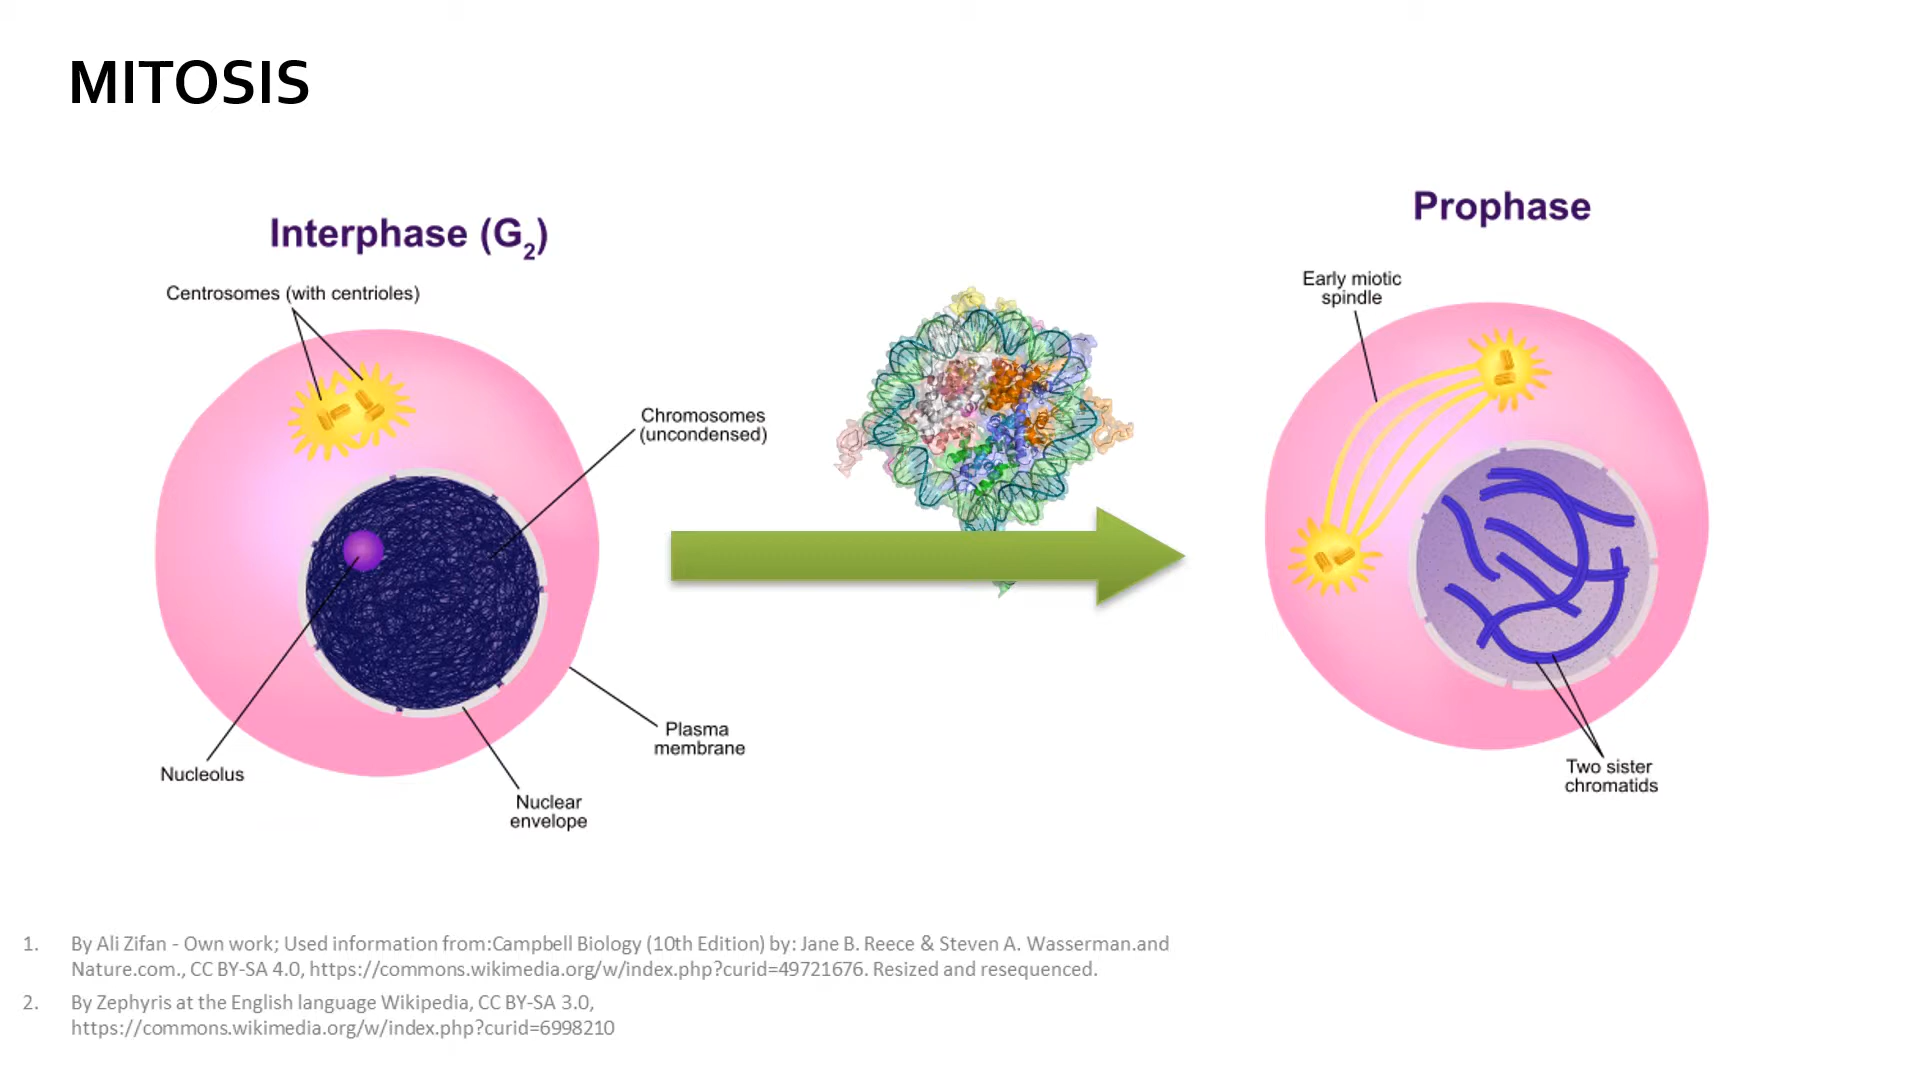 MITOSIS
Interphase (G₂)
Centrosomes (with centrioles)
Chromosomes
(uncondensed)
Nucleolus
Nuclear
envelope
Plasma
membrane
Prophase
Early miotic
spindle
Two sister
chromatids
1. By Ali Zifan - Own work; Used information from:Campbell Biology (10th Edition) by: Jane B. Reece & Steven A. Wasserman.and
Nature.com., CC BY-SA 4.0, https://commons.wikimedia.org/w/index.php?curid=49721676. Resized and resequenced.
2. By Zephyris at the English language Wikipedia, CC BY-SA 3.0,
https://commons.wikimedia.org/w/index.php?curid=6998210